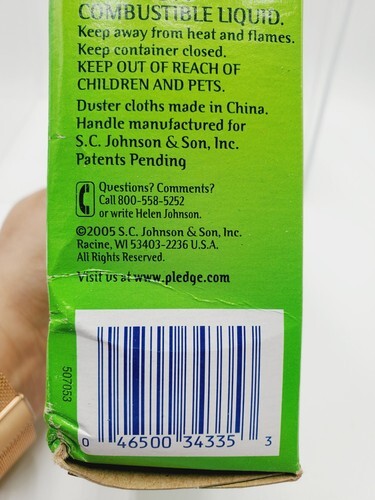 COMBUSTIBLE LIQUID.
Keep away from heat and flames.
Keep container closed.
KEEP OUT OF REACH OF
CHILDREN AND PETS.
Duster cloths made in China.
Handle manufactured for
S.C. Johnson & Son, Inc.
Patents Pending
Questions? Comments?
Call 800-558-5252
or write Helen Johnson.
©2005 S.C. Johnson & Son, Inc.
Racine, WI 53403-2236 U.S.A.
All Rights Reserved.
Visit us at www.pledge.com
507053
0 46500 34335 3